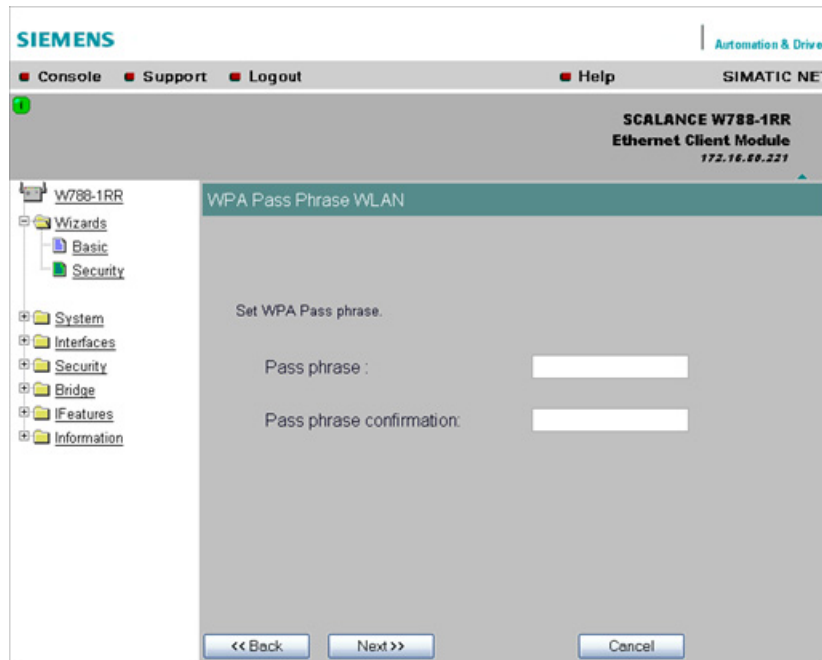 SIEMENS
Automation & Drive
Console Support Logout Help SIMATIC NE
SCALANCE W788-1RR
Ethernet Client Module
172.16.80.221
W788-1RR
WPA Pass Phrase WLAN
Wizards
Basic
Security
System
Interfaces
Security
Bridge
IFeatures
Information
Set WPA Pass phrase.
Pass phrase :
Pass phrase confirmation:
<< Back Next >> Cancel